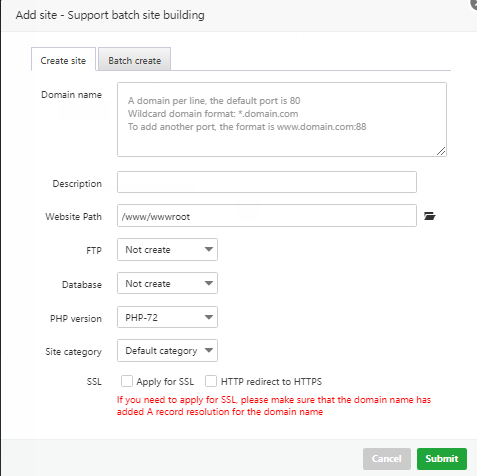 Add site - Support batch site building
Create site
Batch create
Domain name
A domain per line, the default port is 80
Wildcard domain format: *.domain.com
To add another port, the format is www.domain.com:88
Description
Website Path
/www/wwwroot
FTP
Not create
Database
Not create
PHP version
PHP-72
Site category
Default category
SSL
Apply for SSL
HTTP redirect to HTTPS
If you need to apply for SSL, please make sure that the domain name has
added A record resolution for the domain name
Cancel
Submit